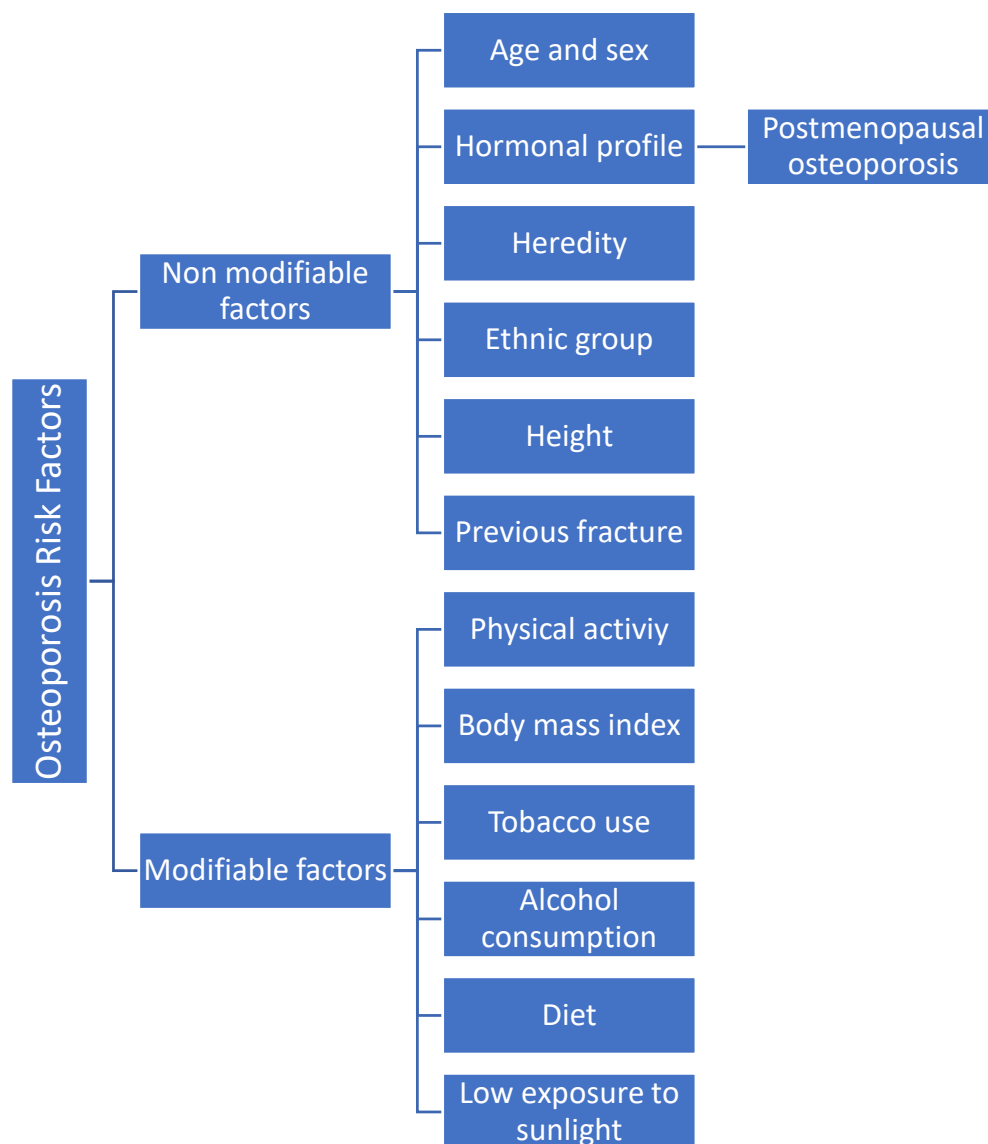 Osteoporosis Risk Factors
Non modifiable
factors
Age and sex
Hormonal profile
Postmenopausal
osteoporosis
Heredity
Ethnic group
Height
Previous fracture
Modifiable factors
Physical activiy
Body mass index
Tobacco use
Alcohol
consumption
Diet
Low exposure to
sunlight